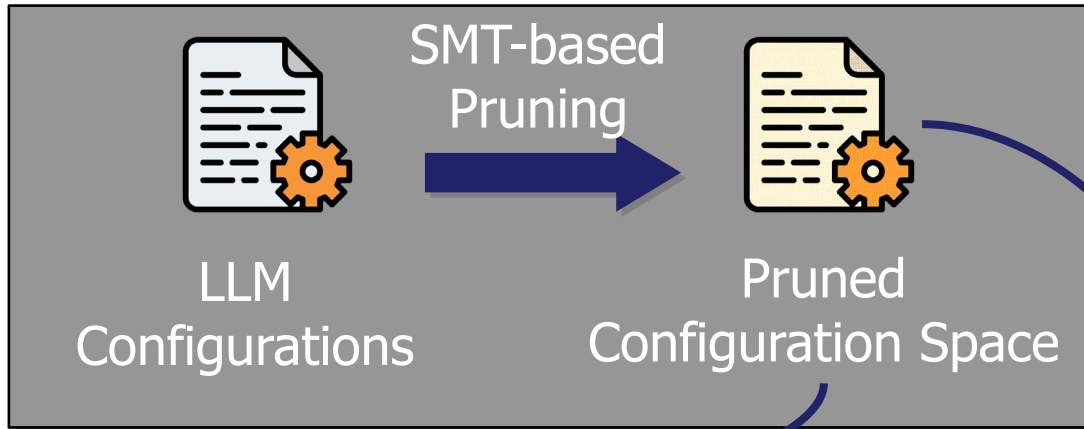 SMT-based
Pruning
LLM
Configurations
Pruned
Configuration Space